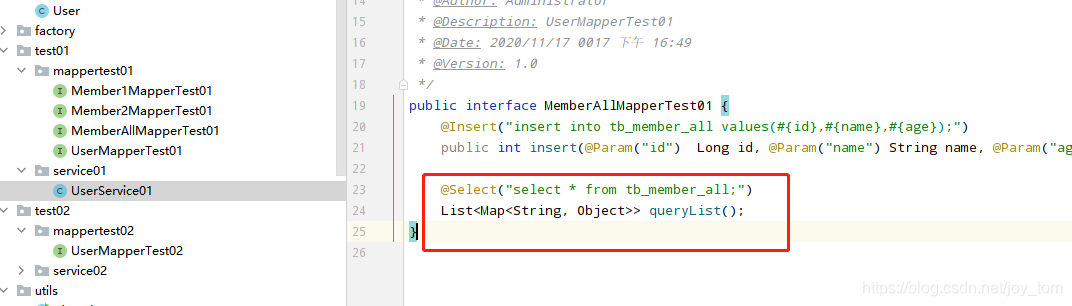 User
factory
test01
mappertest01
Member1MapperTest01
Member2MapperTest01
MemberAllMapperTest01
UserMapperTest01
service01
UserService01
test02
mappertest02
UserMapperTest02
service02
utils
14 * @Author: Administrator
15 * @Description: UserMapperTest01
16 * @Date: 2020/11/17 0017 下午 16:49
17 * @Version: 1.0
18 */
19 public interface MemberAllMapperTest01 {
20 @Insert("insert into tb_member_all values(#{id},#{name},#{age});")
21 public int insert(@Param("id") Long id, @Param("name") String name, @Param("ag
22
23 @Select("select * from tb_member_all;")
24 List<Map<String, Object>> queryList();
25 }
26
https://blog.csdn.net/joy_tom